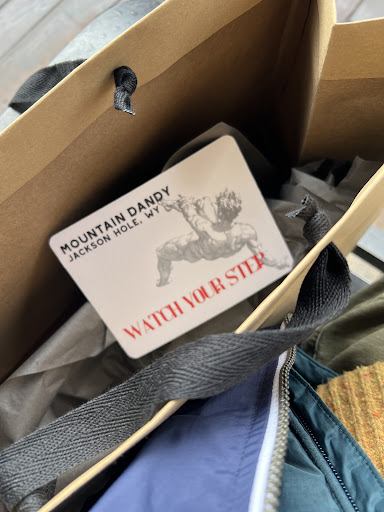 MOUNTAIN DANDY
JACKSON HOLE, WY
WATCH YOUR STEP